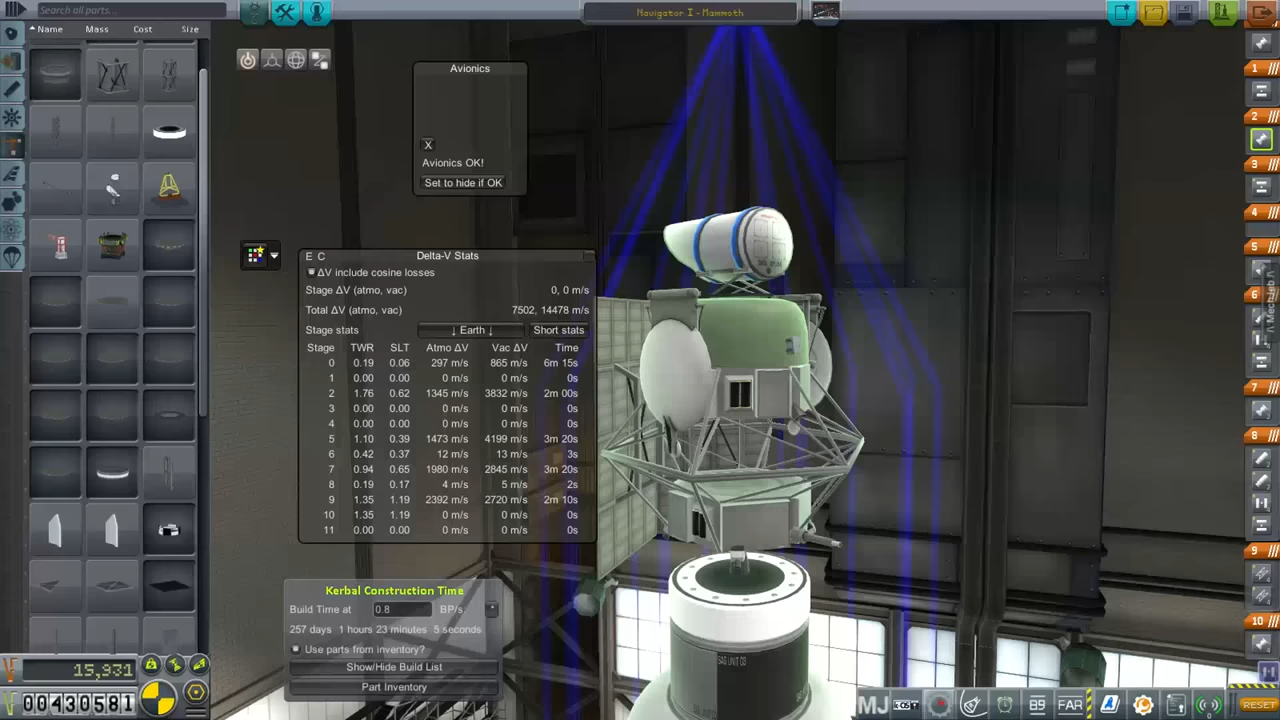 Search all parts...
Navigator I - Mammoth
Name Mass Cost Size
Avionics
X
Avionics OK!
Set to hide if OK
E C Delta-V Stats
ΔV include cosine losses
Stage ΔV (atmo, vac) 0, 0 m/s
Total ΔV (atmo, vac) 7502, 14478 m/s
Stage stats ↓ Earth ↓ Short stats
Stage TWR SLT Atmo ΔV Vac ΔV Time
0 0.19 0.06 297 m/s 865 m/s 6m 15s
1 0.00 0.00 0 m/s 0 m/s 0s
2 1.76 0.62 1345 m/s 3832 m/s 2m 00s
3 0.00 0.00 0 m/s 0 m/s 0s
4 0.00 0.00 0 m/s 0 m/s 0s
5 1.10 0.39 1473 m/s 4199 m/s 3m 20s
6 0.42 0.37 12 m/s 13 m/s 3s
7 0.94 0.65 1980 m/s 2845 m/s 3m 20s
8 0.19 0.17 4 m/s 5 m/s 2s
9 1.35 1.19 2392 m/s 2720 m/s 2m 10s
10 1.35 1.19 0 m/s 0 m/s 0s
11 0.00 0.00 0 m/s 0 m/s 0s
Kerbal Construction Time
Build Time at 0.8 BP/s
257 days 1 hours 23 minutes 5 seconds
Use parts from inventory?
Show/Hide Build List
Part Inventory
SAS UNIT 03
1
2
3
4
5
6
7
8
9
10
MechJeb
15,931
00430581
MJ kOS B9 FAR
RESET